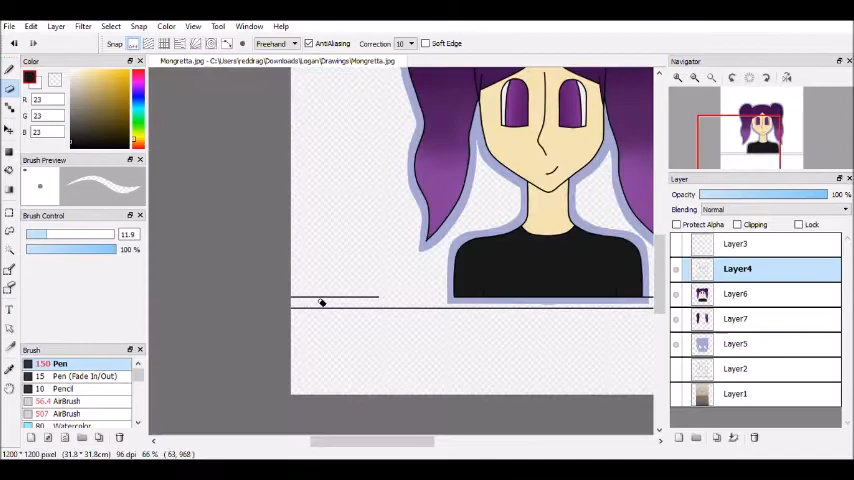 File Edit Layer Filter Select Snap Color View Tool Window Help
Snap OFF Freehand AntiAliasing Correction 10 Soft Edge
Mongretta.jpg - C:\Users\reddrag\Downloads\Logan\Drawings\Mongretta.jpg
Color
R 23
G 23
B 23
Brush Preview
Brush Control
11.9
100 %
Brush
150 Pen
15 Pen (Fade In/Out)
10 Pencil
56.4 AirBrush
507 AirBrush
80 Watercolor
Navigator
Layer
Opacity 100 %
Blending Normal
Protect Alpha Clipping Lock
Layer3
Layer4
Layer6
Layer7
Layer5
Layer2
Layer1
1200 * 1200 pixel (31.8 * 31.8cm) 96 dpi 66 % ( 63, 968 )